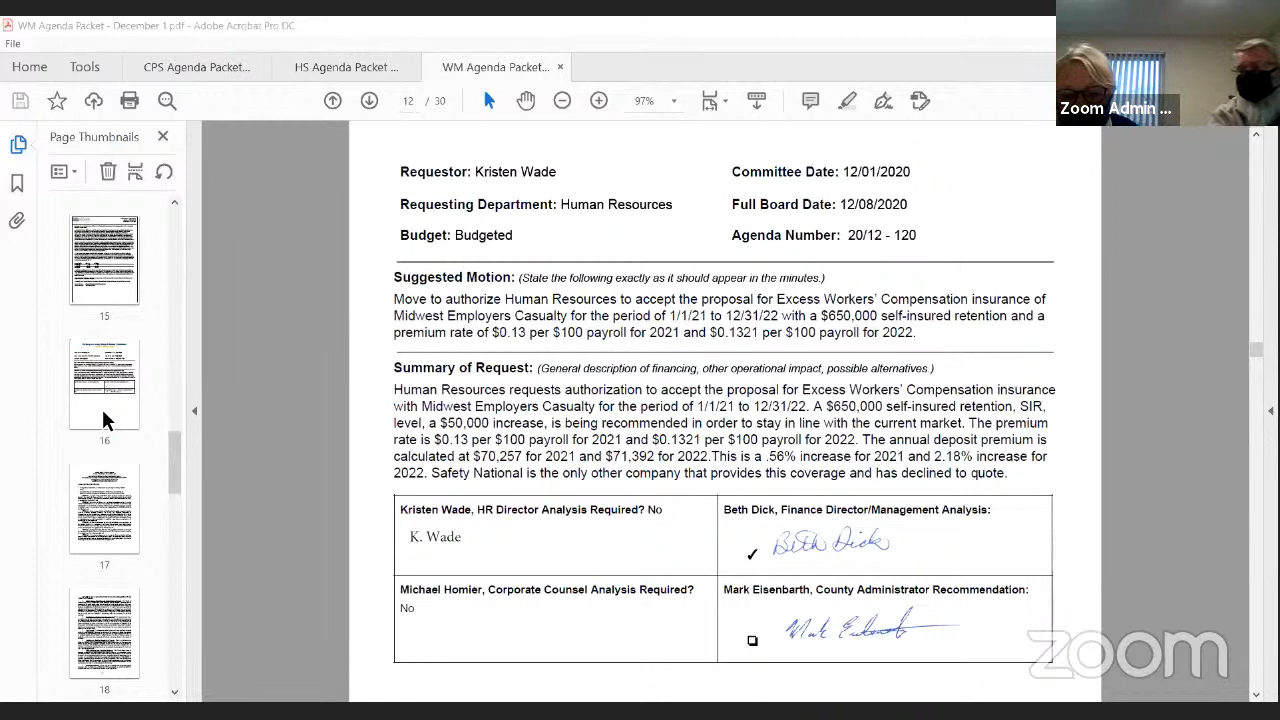 WM Agenda Packet - December 1.pdf - Adobe Acrobat Pro DC
File
Home Tools CPS Agenda Packet... HS Agenda Packet ... WM Agenda Packet... ×
12 / 30 97%
Zoom Admin ...
Page Thumbnails
15
16
17
18
Requestor: Kristen Wade Committee Date: 12/01/2020
Requesting Department: Human Resources Full Board Date: 12/08/2020
Budget: Budgeted Agenda Number: 20/12 - 120
Suggested Motion: (State the following exactly as it should appear in the minutes.)
Move to authorize Human Resources to accept the proposal for Excess Workers' Compensation insurance of
Midwest Employers Casualty for the period of 1/1/21 to 12/31/22 with a $650,000 self-insured retention and a
premium rate of $0.13 per $100 payroll for 2021 and $0.1321 per $100 payroll for 2022.
Summary of Request: (General description of financing, other operational impact, possible alternatives.)
Human Resources requests authorization to accept the proposal for Excess Workers' Compensation insurance
with Midwest Employers Casualty for the period of 1/1/21 to 12/31/22. A $650,000 self-insured retention, SIR,
level, a $50,000 increase, is being recommended in order to stay in line with the current market. The premium
rate is $0.13 per $100 payroll for 2021 and $0.1321 per $100 payroll for 2022. The annual deposit premium is
calculated at $70,257 for 2021 and $71,392 for 2022.This is a .56% increase for 2021 and 2.18% increase for
2022. Safety National is the only other company that provides this coverage and has declined to quote.
Kristen Wade, HR Director Analysis Required? No
K. Wade
Beth Dick, Finance Director/Management Analysis:
Beth Dick
Michael Homier, Corporate Counsel Analysis Required?
No
Mark Eisenbarth, County Administrator Recommendation:
Mark Eisenbarth
zoom